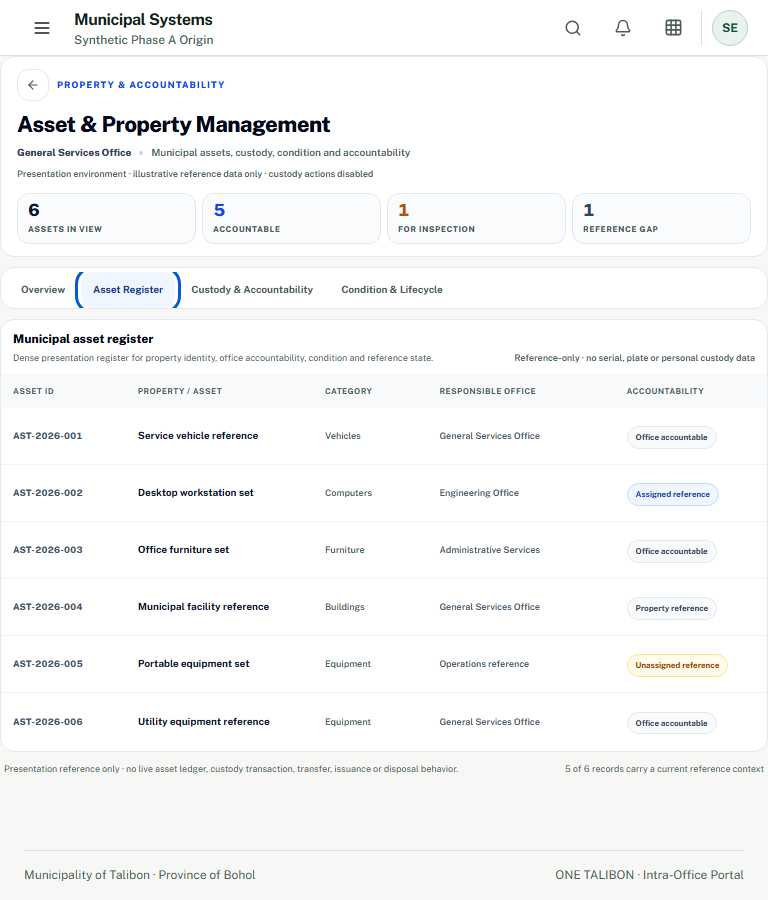 Municipal Systems
Synthetic Phase A Origin
SE
PROPERTY & ACCOUNTABILITY
Asset & Property Management
General Services Office • Municipal assets, custody, condition and accountability
Presentation environment · illustrative reference data only · custody actions disabled
6
ASSETS IN VIEW
5
ACCOUNTABLE
1
FOR INSPECTION
1
REFERENCE GAP
Overview Asset Register Custody & Accountability Condition & Lifecycle
Municipal asset register
Dense presentation register for property identity, office accountability, condition and reference state. Reference-only · no serial, plate or personal custody data
ASSET ID PROPERTY / ASSET CATEGORY RESPONSIBLE OFFICE ACCOUNTABILITY
AST-2026-001 Service vehicle reference Vehicles General Services Office Office accountable
AST-2026-002 Desktop workstation set Computers Engineering Office Assigned reference
AST-2026-003 Office furniture set Furniture Administrative Services Office accountable
AST-2026-004 Municipal facility reference Buildings General Services Office Property reference
AST-2026-005 Portable equipment set Equipment Operations reference Unassigned reference
AST-2026-006 Utility equipment reference Equipment General Services Office Office accountable
Presentation reference only · no live asset ledger, custody transaction, transfer, issuance or disposal behavior. 5 of 6 records carry a current reference context
Municipality of Talibon · Province of Bohol ONE TALIBON · Intra-Office Portal